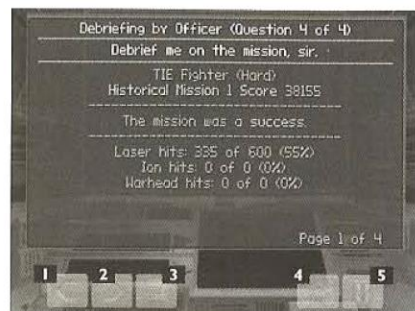 Debriefing by Officer (Question 4 of 4)
Debrief me on the mission, sir.
TIE Fighter (Hard)
Historical Mission 1 Score 38155
--------------------------------
The mission was a success.
--------------------------------
Laser hits: 335 of 600 (55%)
Ion hits: 0 of 0 (0%)
Warhead hits: 0 of 0 (0%)
Page 1 of 4
1 2 3 4 5